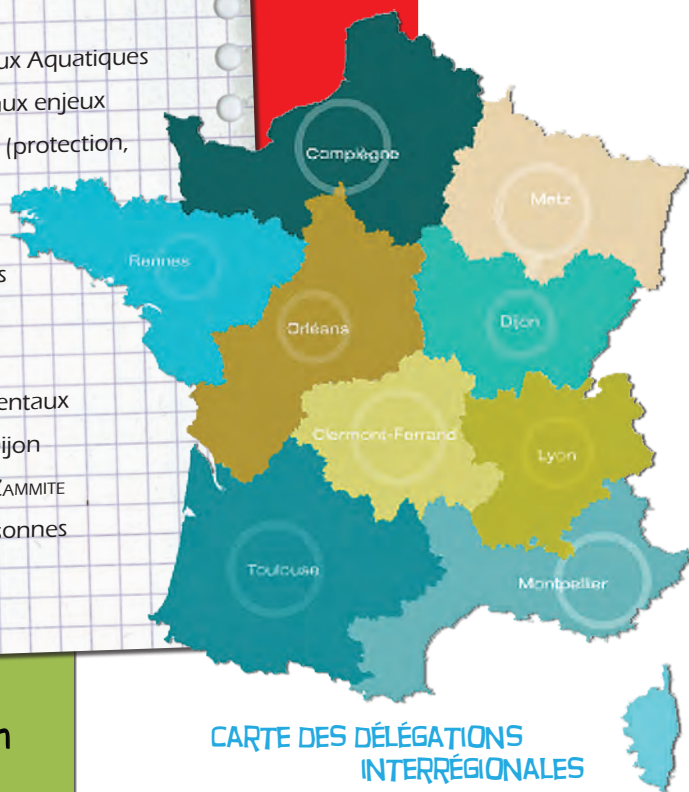 ux Aquatiques
aux enjeux
(protection,
s
entaux
ijon
ZAMMITE
sonnes
n
Compiègne
Metz
Rennes
Orléans
Dijon
Clermont-Ferrand
Lyon
Toulouse
Montpellier
CARTE DES DÉLÉGATIONS
INTERRÉGIONALES